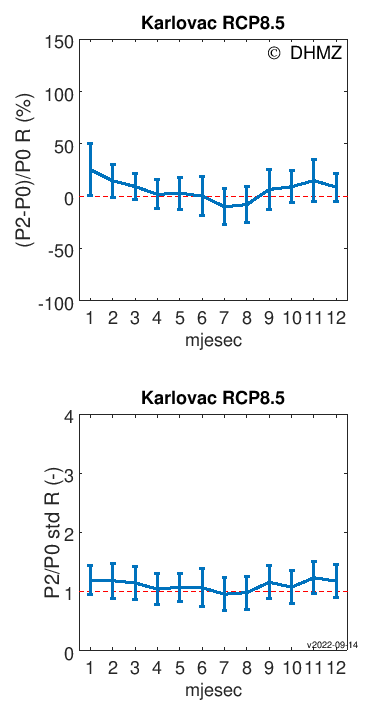 Karlovac RCP8.5
150
© DHMZ
100
50
0
-50
-100
(P2-P0)/P0 R (%)
1 2 3 4 5 6 7 8 9 10 11 12
mjesec
Karlovac RCP8.5
4
3
2
1
0
P2/P0 std R (-)
v2022-09-14
1 2 3 4 5 6 7 8 9 10 11 12
mjesec